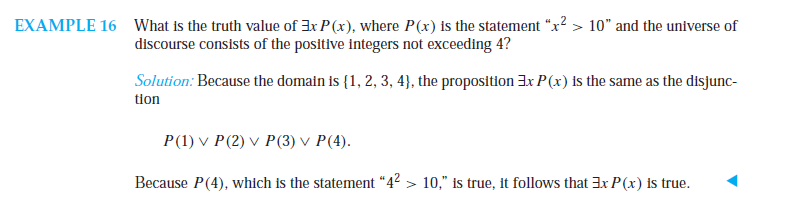 EXAMPLE 16 What is the truth value of ∃x P(x), where P(x) is the statement “x² > 10” and the universe of
discourse consists of the positive integers not exceeding 4?
Solution: Because the domain is {1, 2, 3, 4}, the proposition ∃x P(x) is the same as the disjunc-
tion
P(1) ∨ P(2) ∨ P(3) ∨ P(4).
Because P(4), which is the statement “4² > 10,” is true, it follows that ∃x P(x) is true.